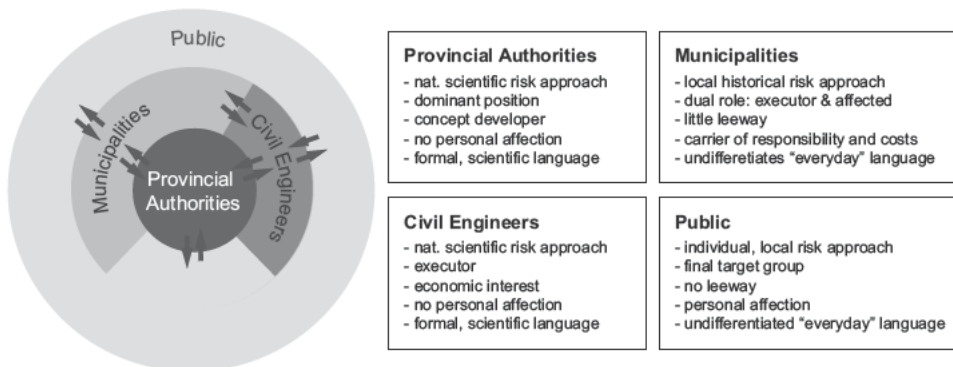 Public
Municipalities
Civil Engineers
Provincial
Authorities
Provincial Authorities
- nat. scientific risk approach
- dominant position
- concept developer
- no personal affection
- formal, scientific language
Municipalities
- local historical risk approach
- dual role: executor & affected
- little leeway
- carrier of responsibility and costs
- undifferetiates “everyday” language
Civil Engineers
- nat. scientific risk approach
- executor
- economic interest
- no personal affection
- formal, scientific language
Public
- individual, local risk approach
- final target group
- no leeway
- personal affection
- undifferentiated “everyday” language